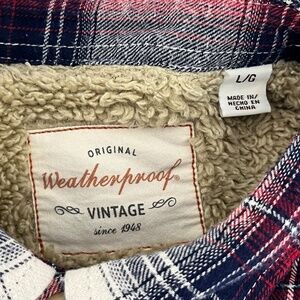 L/G
MADE IN/
HECHO EN
CHINA
ORIGINAL
Weatherproof®
VINTAGE
since 1948